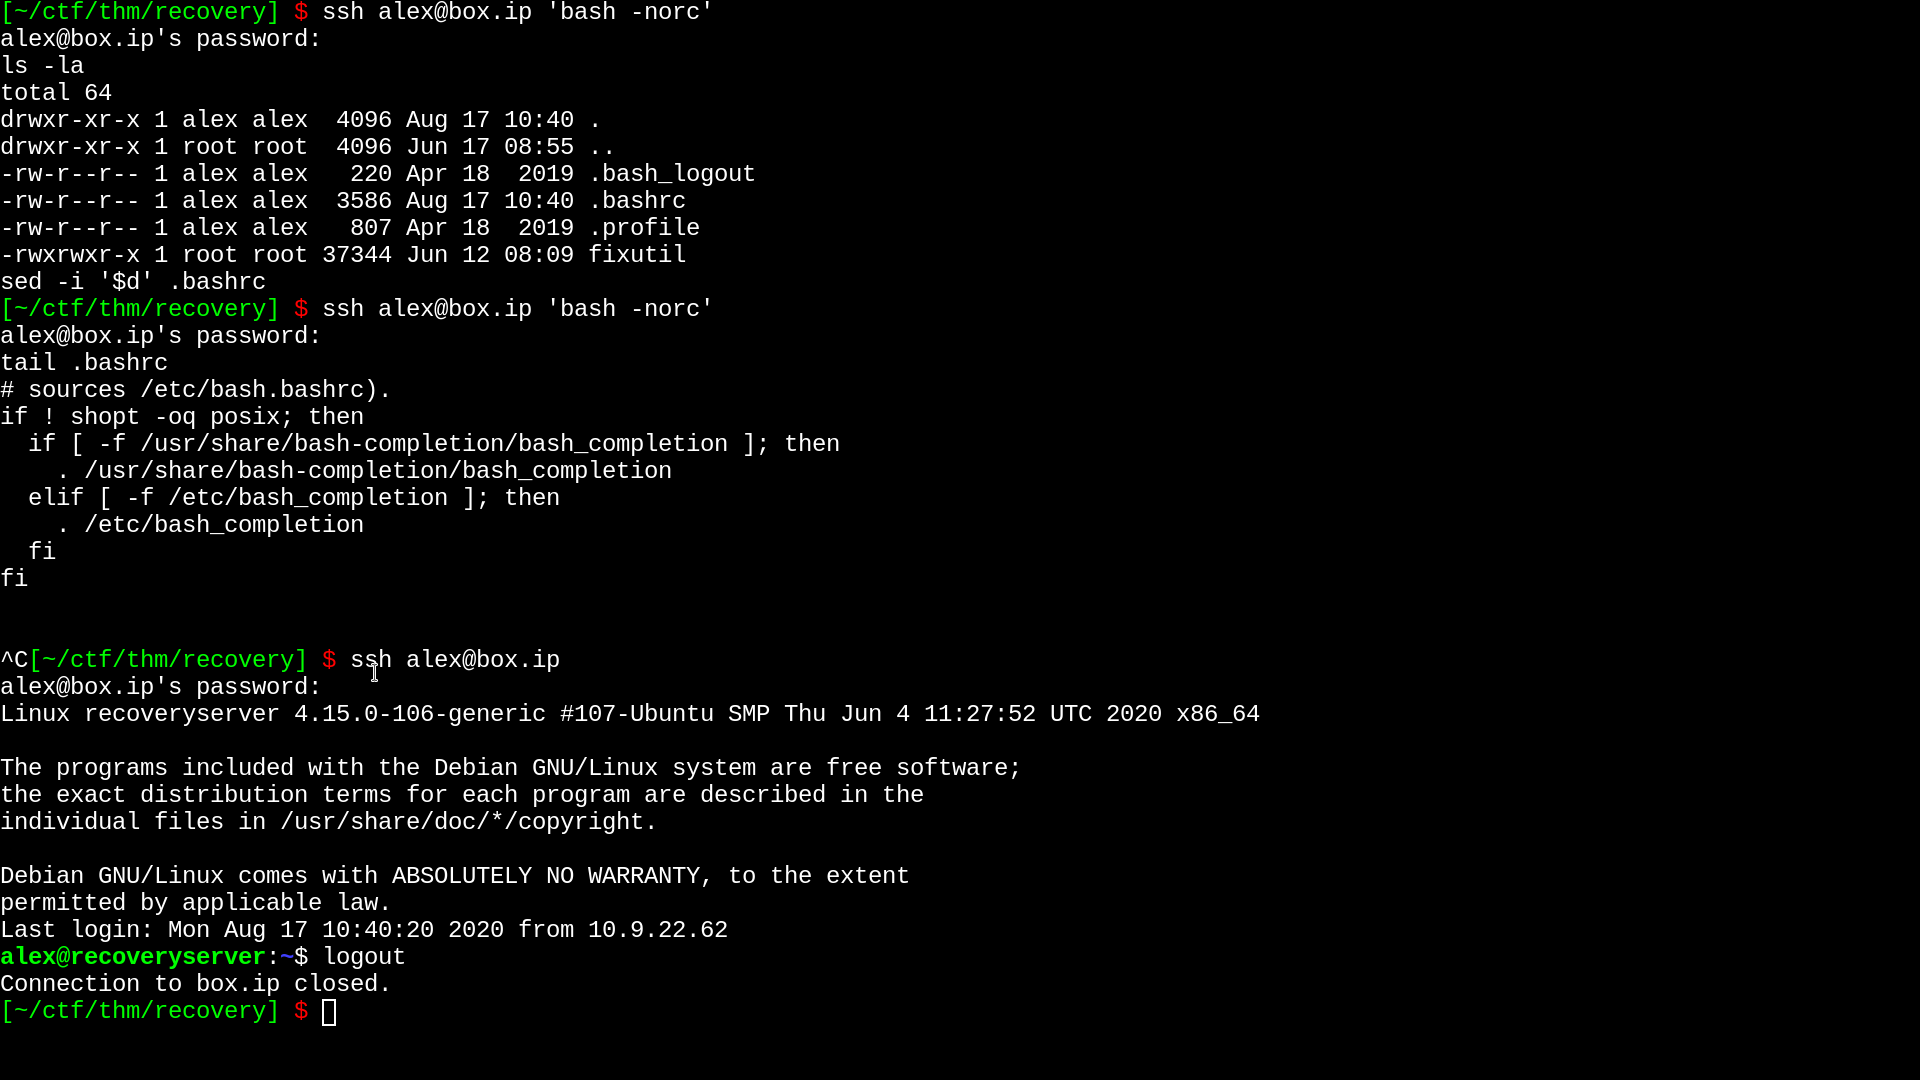 [~/ctf/thm/recovery] $ ssh alex@box.ip 'bash -norc'
alex@box.ip's password:
ls -la
total 64
drwxr-xr-x 1 alex alex  4096 Aug 17 10:40 .
drwxr-xr-x 1 root root  4096 Jun 17 08:55 ..
-rw-r--r-- 1 alex alex   220 Apr 18  2019 .bash_logout
-rw-r--r-- 1 alex alex  3586 Aug 17 10:40 .bashrc
-rw-r--r-- 1 alex alex   807 Apr 18  2019 .profile
-rwxrwxr-x 1 root root 37344 Jun 12 08:09 fixutil
sed -i '$d' .bashrc
[~/ctf/thm/recovery] $ ssh alex@box.ip 'bash -norc'
alex@box.ip's password:
tail .bashrc
# sources /etc/bash.bashrc).
if ! shopt -oq posix; then
  if [ -f /usr/share/bash-completion/bash_completion ]; then
    . /usr/share/bash-completion/bash_completion
  elif [ -f /etc/bash_completion ]; then
    . /etc/bash_completion
  fi
fi
^C[~/ctf/thm/recovery] $ ssh alex@box.ip
alex@box.ip's password:
Linux recoveryserver 4.15.0-106-generic #107-Ubuntu SMP Thu Jun 4 11:27:52 UTC 2020 x86_64
The programs included with the Debian GNU/Linux system are free software;
the exact distribution terms for each program are described in the
individual files in /usr/share/doc/*/copyright.
Debian GNU/Linux comes with ABSOLUTELY NO WARRANTY, to the extent
permitted by applicable law.
Last login: Mon Aug 17 10:40:20 2020 from 10.9.22.62
alex@recoveryserver:~$ logout
Connection to box.ip closed.
[~/ctf/thm/recovery] $